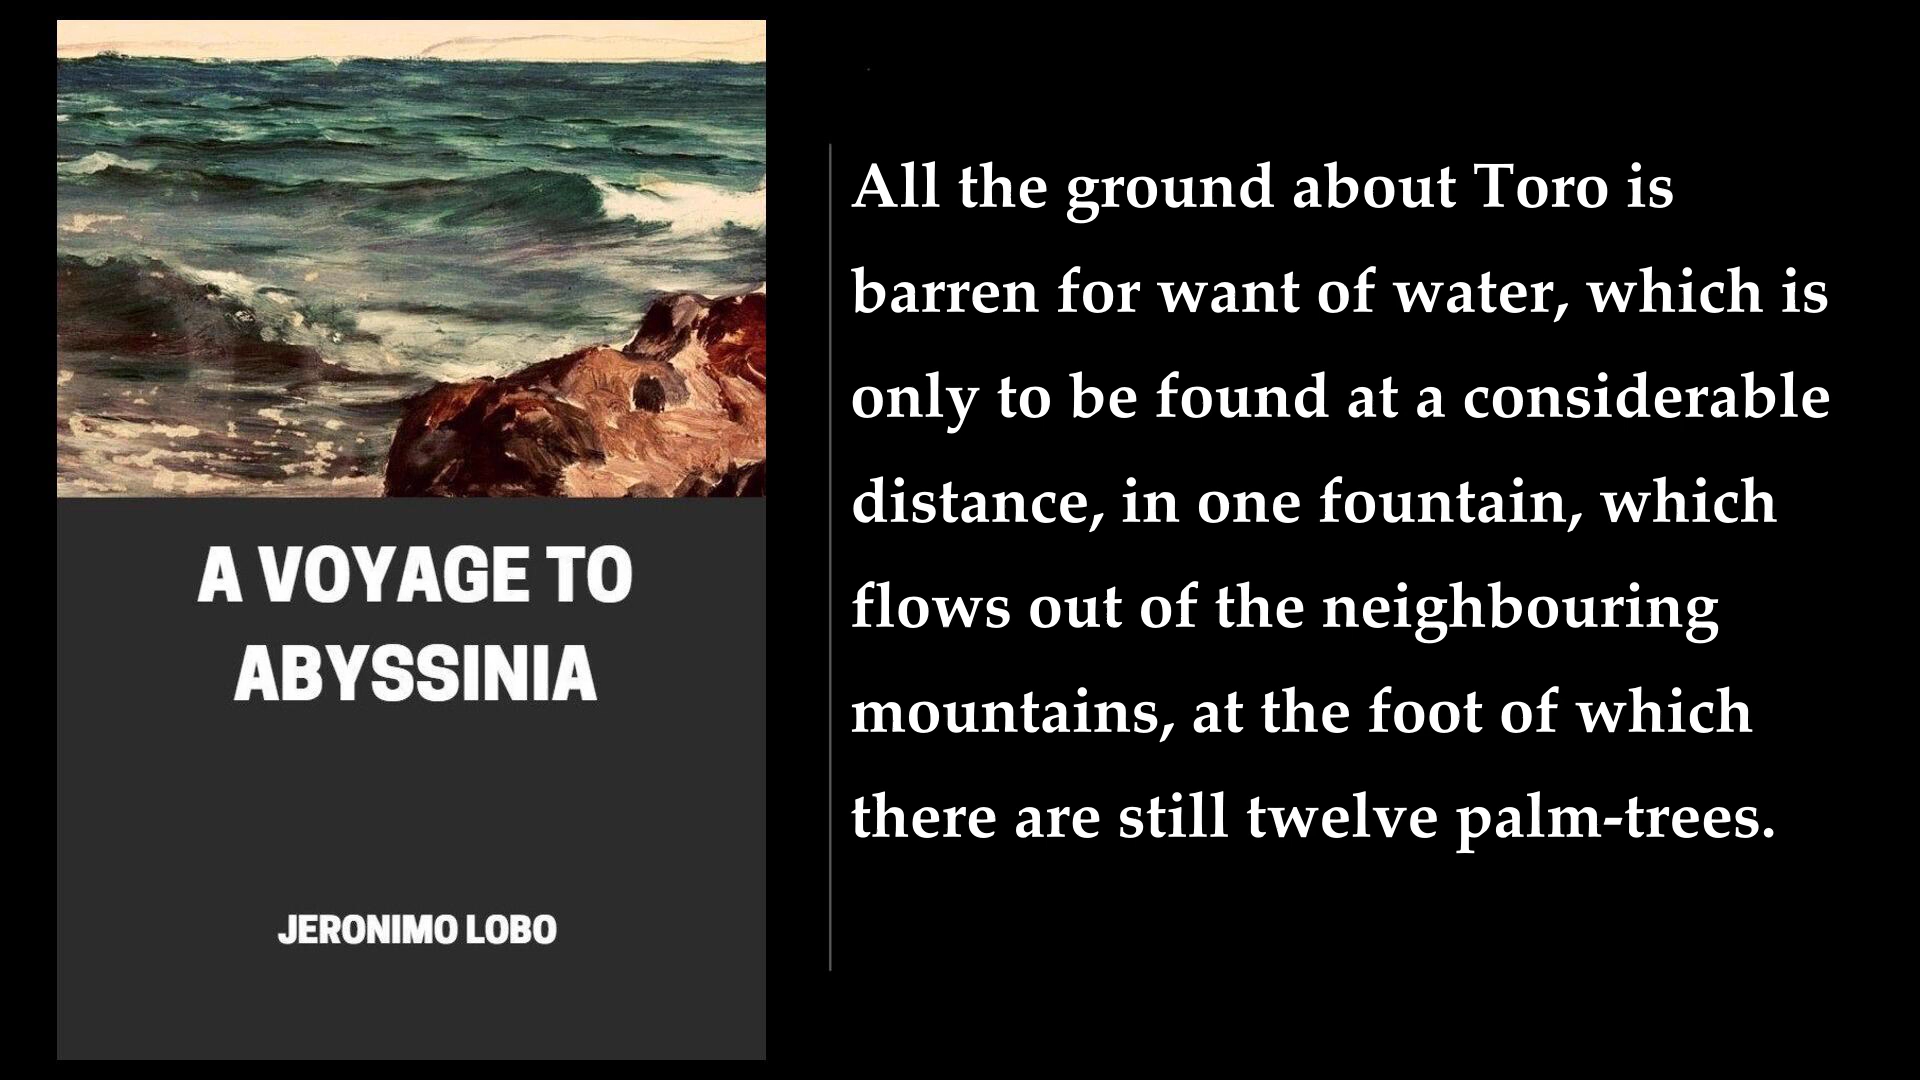 A VOYAGE TO
ABYSSINIA
JERONIMO LOBO
All the ground about Toro is
barren for want of water, which is
only to be found at a considerable
distance, in one fountain, which
flows out of the neighbouring
mountains, at the foot of which
there are still twelve palm-trees.